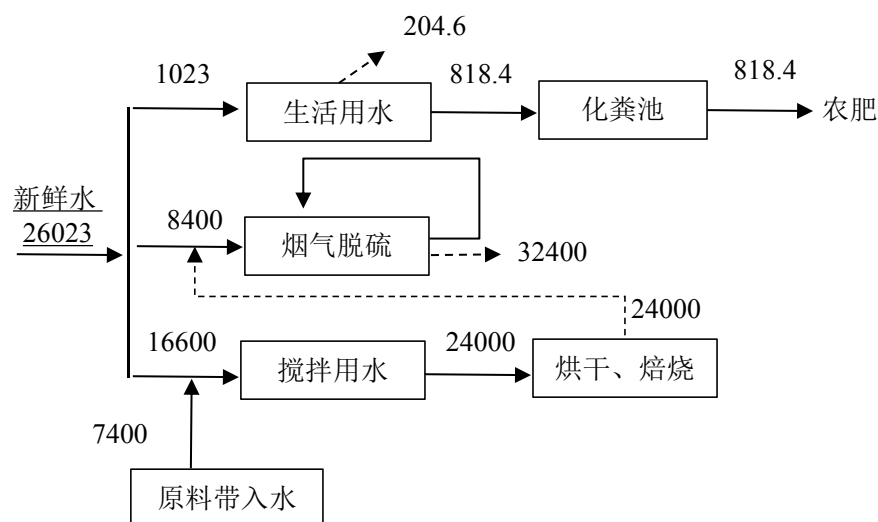 204.6
1023
818.4
818.4
生活用水
化粪池
农肥
新鲜水
26023
8400
烟气脱硫
32400
24000
16600
搅拌用水
24000
烘干、焙烧
7400
原料带入水